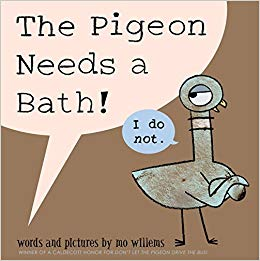 The Pigeon
Needs a
Bath!
I do
not.
words and pictures by mo willems
WINNER OF A CALDECOTT HONOR FOR DON'T LET THE PIGEON DRIVE THE BUS!